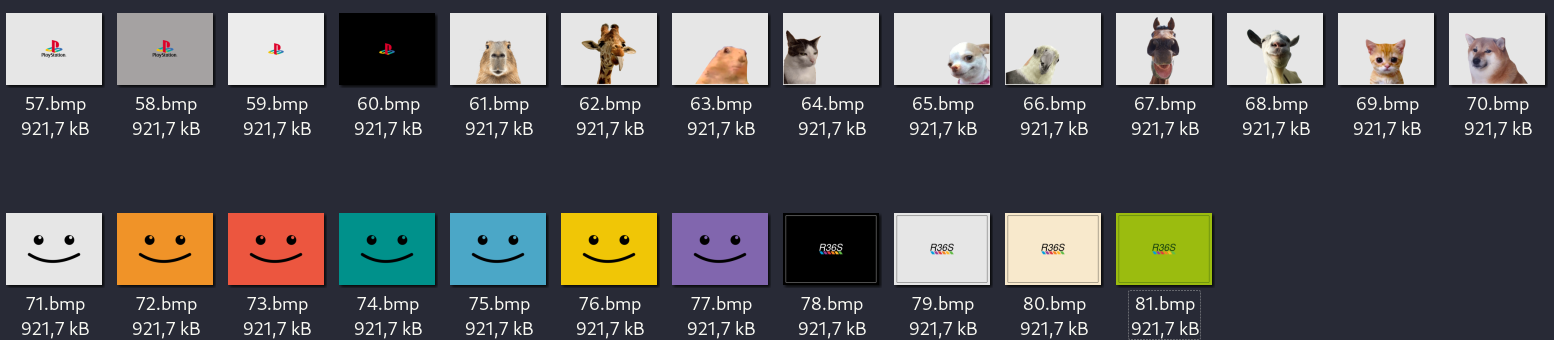 PlayStation
PlayStation
57.bmp
58.bmp
59.bmp
60.bmp
61.bmp
62.bmp
63.bmp
64.bmp
65.bmp
66.bmp
67.bmp
68.bmp
69.bmp
70.bmp
921,7 kB
921,7 kB
921,7 kB
921,7 kB
921,7 kB
921,7 kB
921,7 kB
921,7 kB
921,7 kB
921,7 kB
921,7 kB
921,7 kB
921,7 kB
921,7 kB
R36S
R36S
R36S
R36S
71.bmp
72.bmp
73.bmp
74.bmp
75.bmp
76.bmp
77.bmp
78.bmp
79.bmp
80.bmp
81.bmp
921,7 kB
921,7 kB
921,7 kB
921,7 kB
921,7 kB
921,7 kB
921,7 kB
921,7 kB
921,7 kB
921,7 kB
921,7 kB